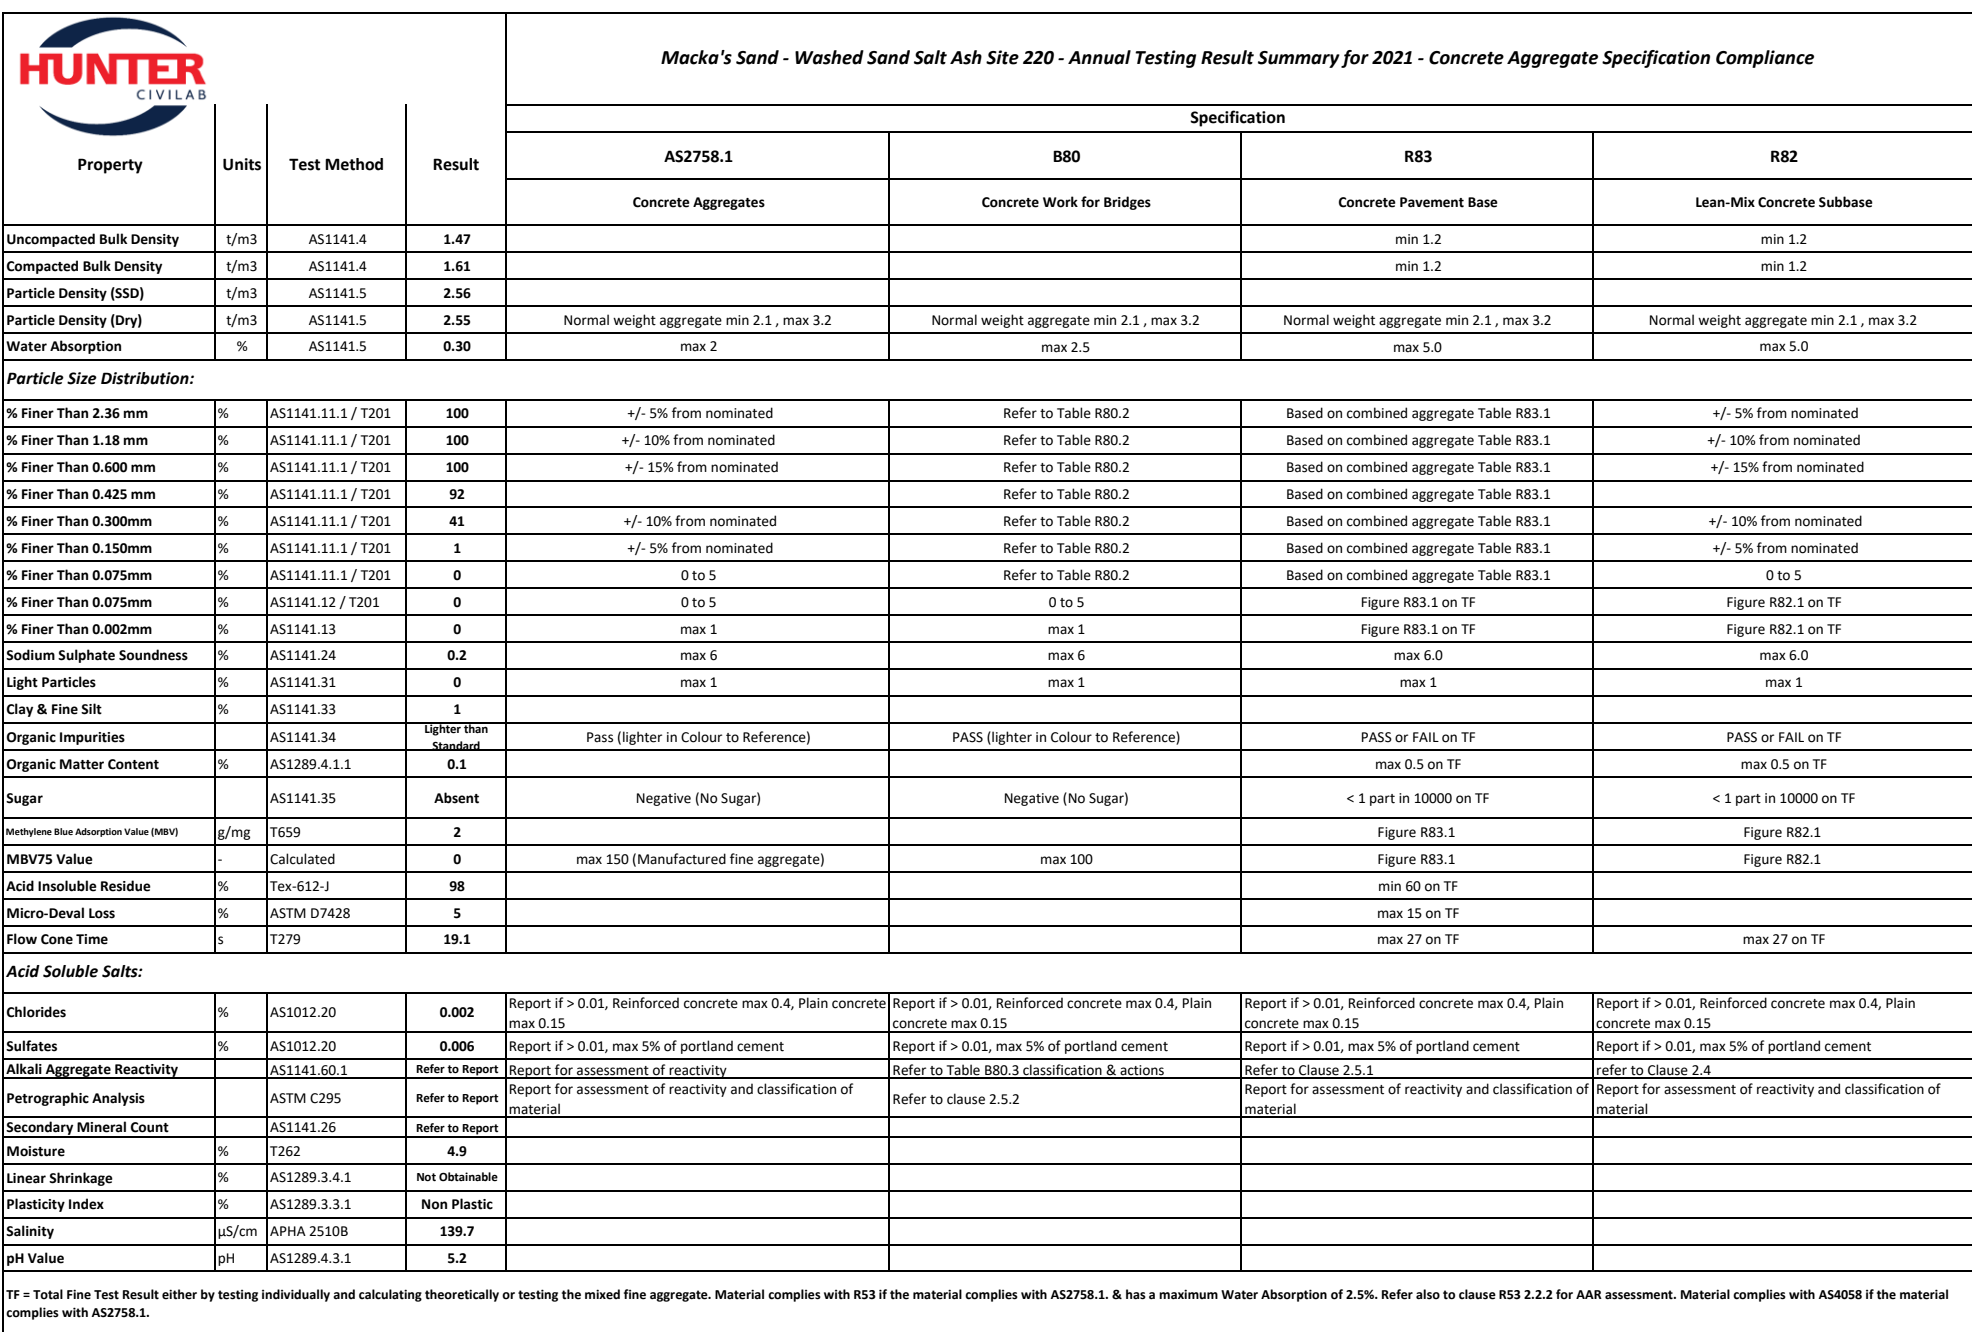 HUNTER
CIVILAB
Macka's Sand - Washed Sand Salt Ash Site 220 - Annual Testing Result Summary for 2021 - Concrete Aggregate Specification Compliance
Specification
Property Units Test Method Result AS2758.1 B80 R83 R82
Concrete Aggregates Concrete Work for Bridges Concrete Pavement Base Lean-Mix Concrete Subbase
Uncompacted Bulk Density t/m3 AS1141.4 1.47 min 1.2 min 1.2
Compacted Bulk Density t/m3 AS1141.4 1.61 min 1.2 min 1.2
Particle Density (SSD) t/m3 AS1141.5 2.56
Particle Density (Dry) t/m3 AS1141.5 2.55 Normal weight aggregate min 2.1 , max 3.2 Normal weight aggregate min 2.1 , max 3.2 Normal weight aggregate min 2.1 , max 3.2 Normal weight aggregate min 2.1 , max 3.2
Water Absorption % AS1141.5 0.30 max 2 max 2.5 max 5.0 max 5.0
Particle Size Distribution:
% Finer Than 2.36 mm % AS1141.11.1 / T201 100 +/- 5% from nominated Refer to Table R80.2 Based on combined aggregate Table R83.1 +/- 5% from nominated
% Finer Than 1.18 mm % AS1141.11.1 / T201 100 +/- 10% from nominated Refer to Table R80.2 Based on combined aggregate Table R83.1 +/- 10% from nominated
% Finer Than 0.600 mm % AS1141.11.1 / T201 100 +/- 15% from nominated Refer to Table R80.2 Based on combined aggregate Table R83.1 +/- 15% from nominated
% Finer Than 0.425 mm % AS1141.11.1 / T201 92 Refer to Table R80.2 Based on combined aggregate Table R83.1
% Finer Than 0.300mm % AS1141.11.1 / T201 41 +/- 10% from nominated Refer to Table R80.2 Based on combined aggregate Table R83.1 +/- 10% from nominated
% Finer Than 0.150mm % AS1141.11.1 / T201 1 +/- 5% from nominated Refer to Table R80.2 Based on combined aggregate Table R83.1 +/- 5% from nominated
% Finer Than 0.075mm % AS1141.11.1 / T201 0 0 to 5 Refer to Table R80.2 Based on combined aggregate Table R83.1 0 to 5
% Finer Than 0.075mm % AS1141.12 / T201 0 0 to 5 0 to 5 Figure R83.1 on TF Figure R82.1 on TF
% Finer Than 0.002mm % AS1141.13 0 max 1 max 1 Figure R83.1 on TF Figure R82.1 on TF
Sodium Sulphate Soundness % AS1141.24 0.2 max 6 max 6 max 6.0 max 6.0
Light Particles % AS1141.31 0 max 1 max 1 max 1 max 1
Clay & Fine Silt % AS1141.33 1
Organic Impurities AS1141.34 Lighter than Standard Pass (lighter in Colour to Reference) PASS (lighter in Colour to Reference) PASS or FAIL on TF PASS or FAIL on TF
Organic Matter Content % AS1289.4.1.1 0.1 max 0.5 on TF max 0.5 on TF
Sugar AS1141.35 Absent Negative (No Sugar) Negative (No Sugar) < 1 part in 10000 on TF < 1 part in 10000 on TF
Methylene Blue Adsorption Value (MBV) g/mg T659 2 Figure R83.1 Figure R82.1
MBV75 Value - Calculated 0 max 150 (Manufactured fine aggregate) max 100 Figure R83.1 Figure R82.1
Acid Insoluble Residue % Tex-612-J 98 min 60 on TF
Micro-Deval Loss % ASTM D7428 5 max 15 on TF
Flow Cone Time s T279 19.1 max 27 on TF max 27 on TF
Acid Soluble Salts:
Chlorides % AS1012.20 0.002 Report if > 0.01, Reinforced concrete max 0.4, Plain concrete max 0.15 Report if > 0.01, Reinforced concrete max 0.4, Plain concrete max 0.15 Report if > 0.01, Reinforced concrete max 0.4, Plain concrete max 0.15 Report if > 0.01, Reinforced concrete max 0.4, Plain concrete max 0.15
Sulfates % AS1012.20 0.006 Report if > 0.01, max 5% of portland cement Report if > 0.01, max 5% of portland cement Report if > 0.01, max 5% of portland cement Report if > 0.01, max 5% of portland cement
Alkali Aggregate Reactivity AS1141.60.1 Refer to Report Report for assessment of reactivity Refer to Table B80.3 classification & actions Refer to Clause 2.5.1 refer to Clause 2.4
Petrographic Analysis ASTM C295 Refer to Report Report for assessment of reactivity and classification of material Refer to clause 2.5.2 Report for assessment of reactivity and classification of material Report for assessment of reactivity and classification of material
Secondary Mineral Count AS1141.26 Refer to Report
Moisture % T262 4.9
Linear Shrinkage % AS1289.3.4.1 Not Obtainable
Plasticity Index % AS1289.3.3.1 Non Plastic
Salinity µS/cm APHA 2510B 139.7
pH Value pH AS1289.4.3.1 5.2
TF = Total Fine Test Result either by testing individually and calculating theoretically or testing the mixed fine aggregate. Material complies with R53 if the material complies with AS2758.1. & has a maximum Water Absorption of 2.5%. Refer also to clause R53 2.2.2 for AAR assessment. Material complies with AS4058 if the material
complies with AS2758.1.